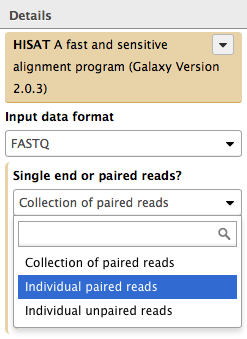 Details
HISAT A fast and sensitive
alignment program (Galaxy Version
2.0.3)
Input data format
FASTQ
Single end or paired reads?
Collection of paired reads
Collection of paired reads
Individual paired reads
Individual unpaired reads